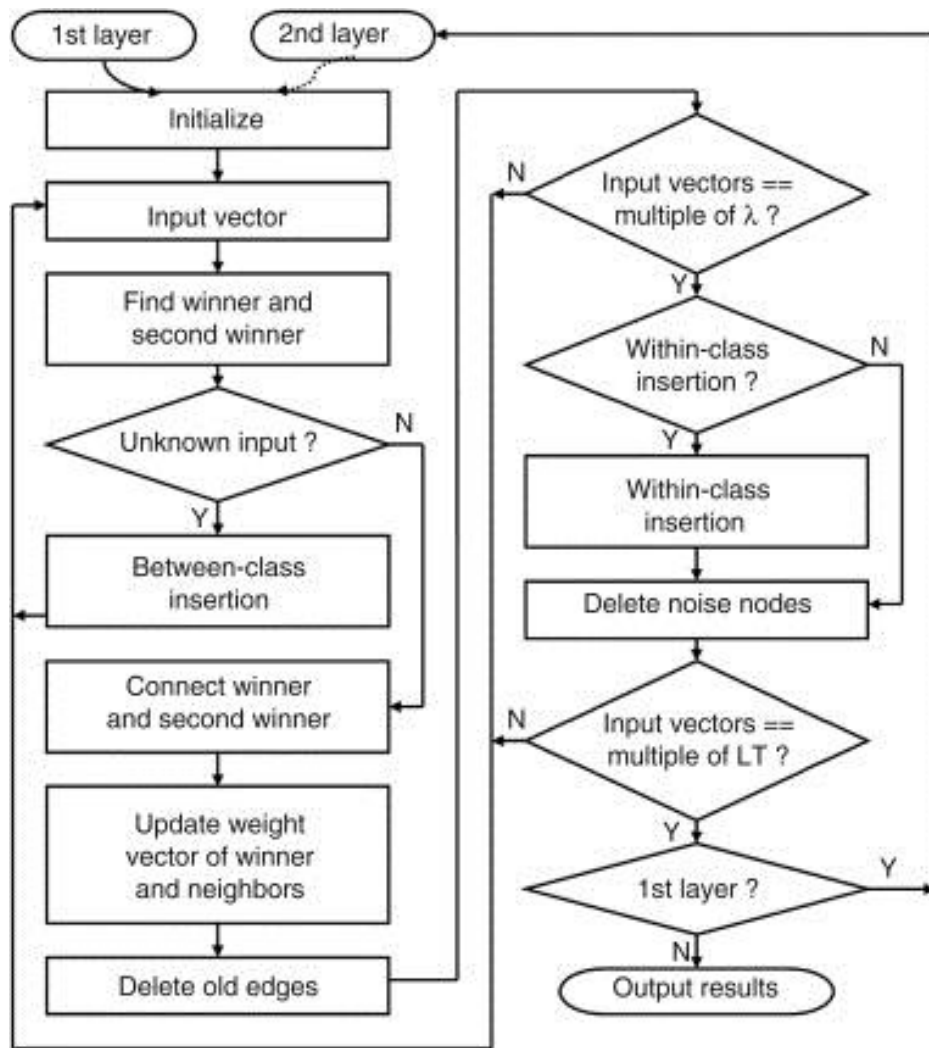 1st layer
2nd layer
Initialize
Input vector
Find winner and
second winner
Unknown input ?
N
Y
Between-class
insertion
Connect winner
and second winner
Update weight
vector of winner
and neighbors
Delete old edges
Input vectors ==
multiple of λ ?
N
Y
Within-class
insertion ?
N
Y
Within-class
insertion
Delete noise nodes
Input vectors ==
multiple of LT ?
N
Y
1st layer ?
Y
N
Output results